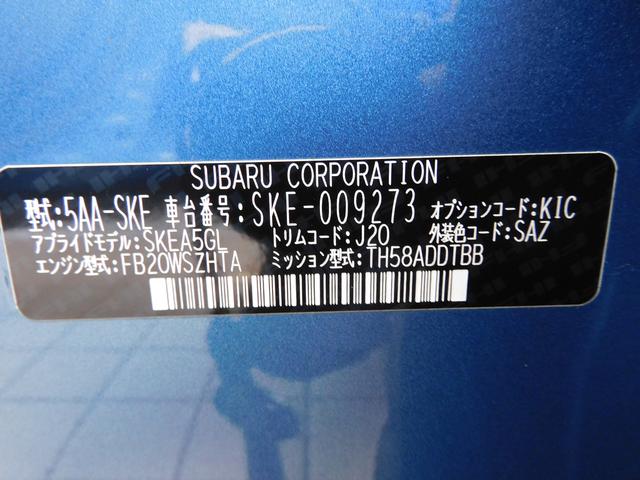 SUBARU CORPORATION
型式:5AA-SKE 車台番号:SKE-009273 オプションコード:KIC
アプライドモデル:SKEA5GL トリムコード:J20 外装色コード:SAZ
エンジン型式:FB20WSZHTA ミッション型式:TH58ADDTBB